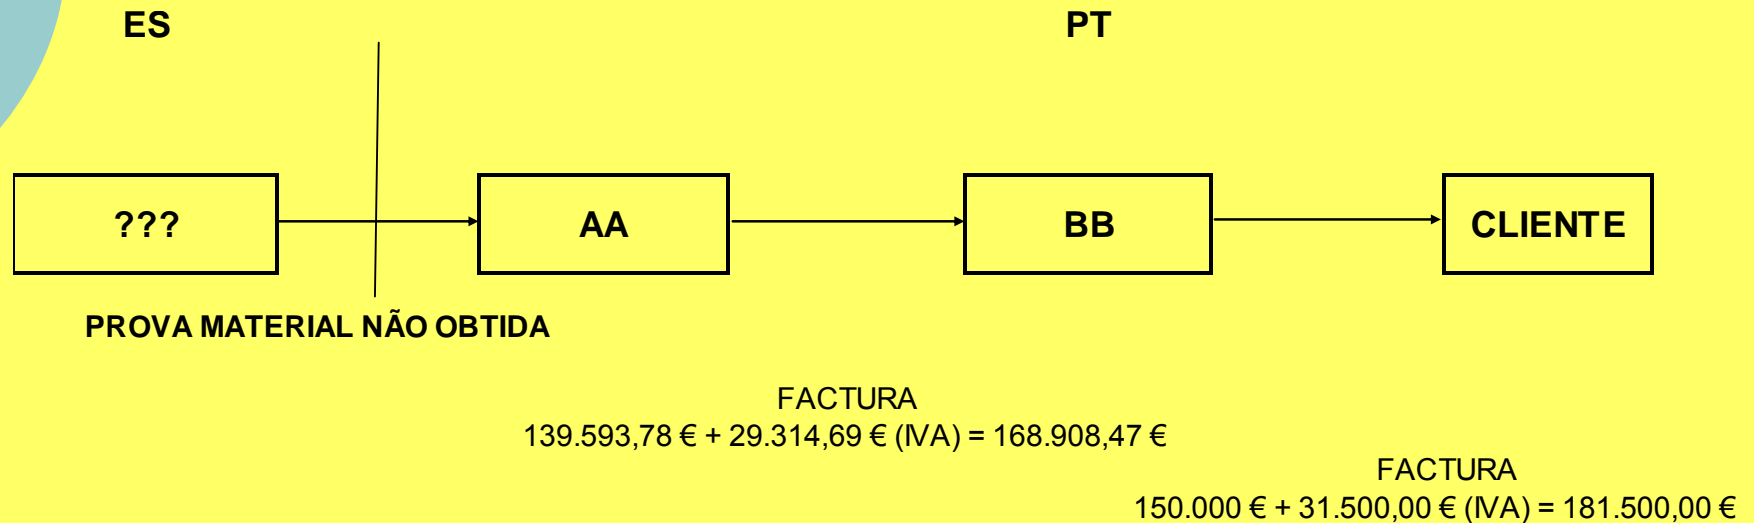 ES
PT
???
AA
BB
CLIENTE
PROVA MATERIAL NÃO OBTIDA
FACTURA
139.593,78 € + 29.314,69 € (IVA) = 168.908,47 €
FACTURA
150.000 € + 31.500,00 € (IVA) = 181.500,00 €